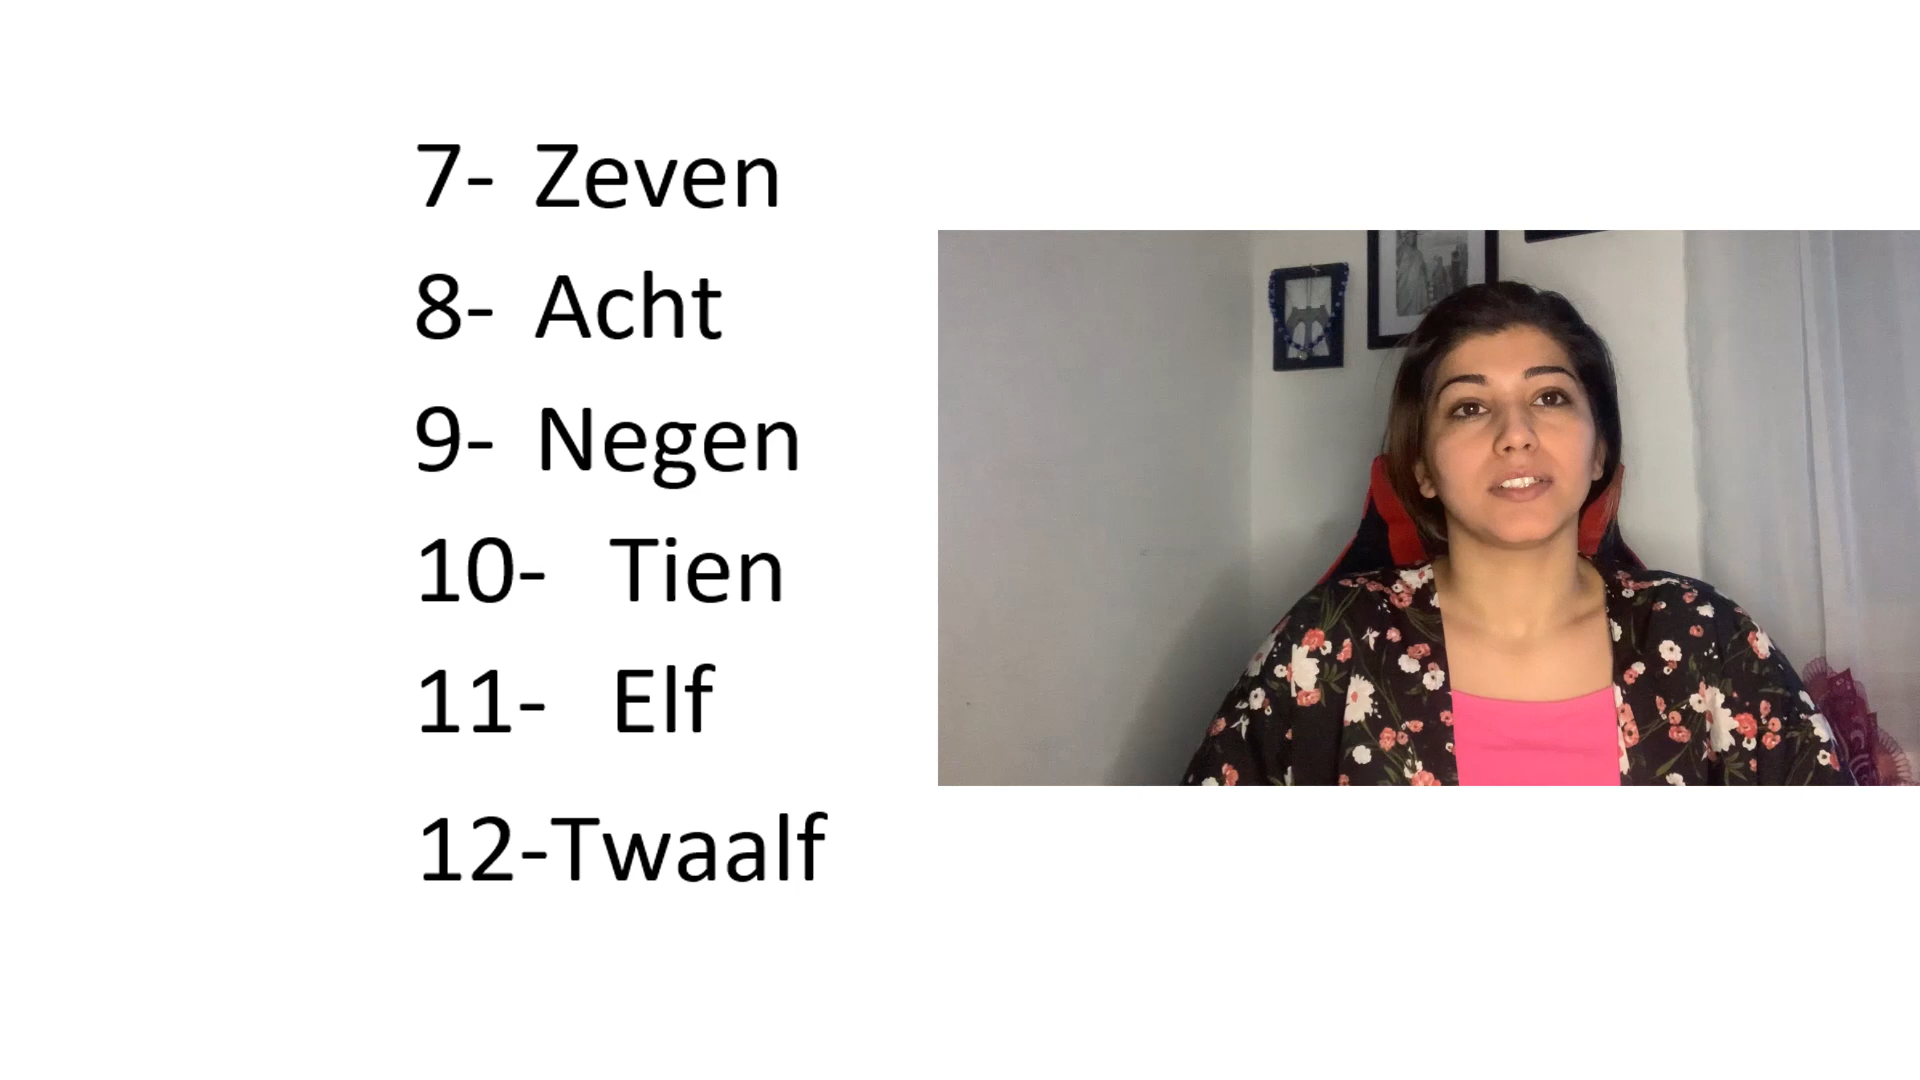 7- Zeven
8- Acht
9- Negen
10- Tien
11- Elf
12-Twaalf